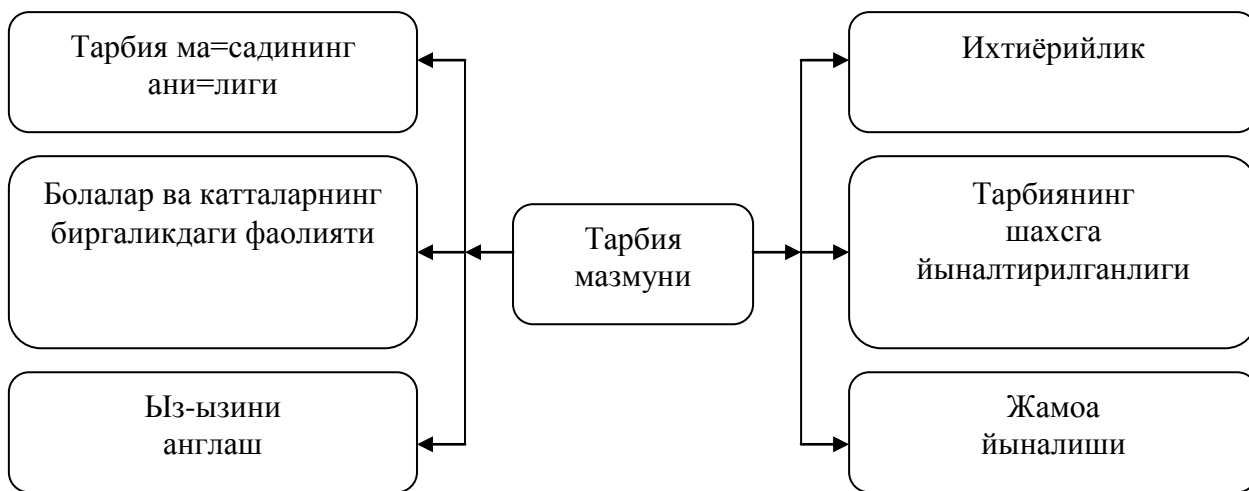 Тарбия ма=садининг
ани=лиги
Болалар ва катталарнинг
биргаликдаги фаолияти
Ыз-ызини
англаш
Тарбия
мазмуни
Ихтиёрийлик
Тарбиянинг
шахсга
йыналтирилганлиги
Жамоа
йыналиши